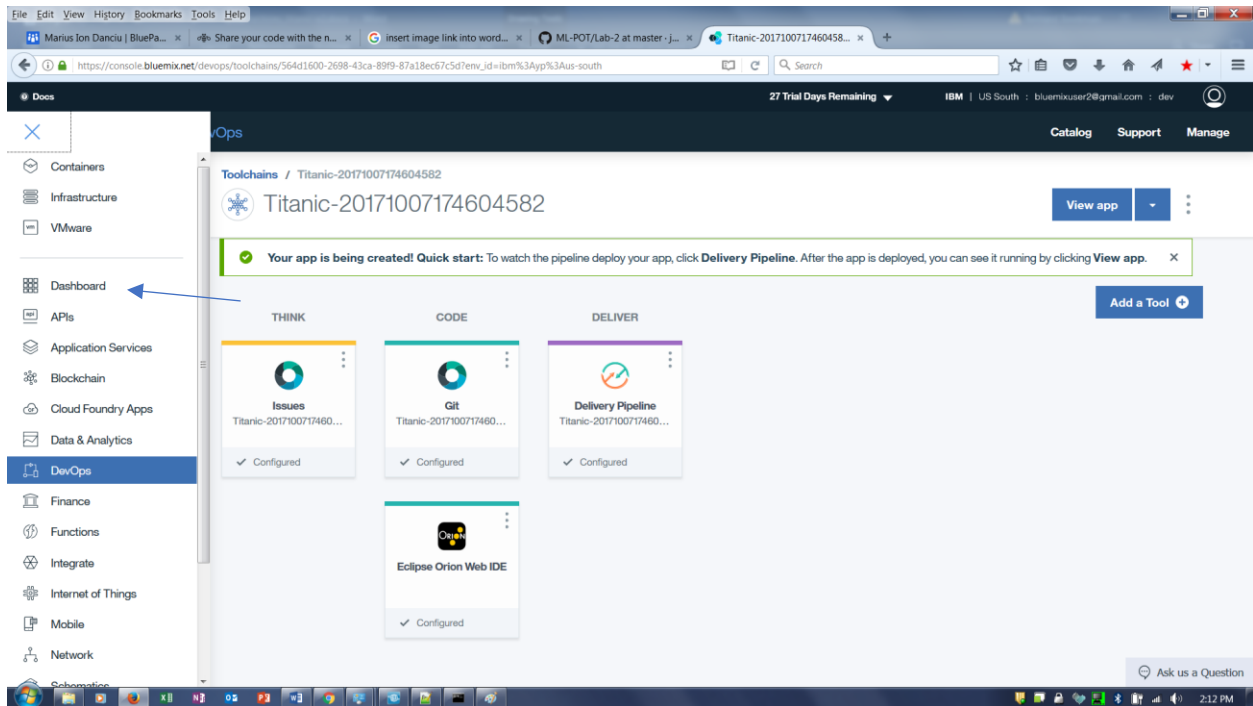 File Edit View History Bookmarks Tools Help
Marius Ion Danciu | BluePa... × Share your code with the n... × insert image link into word... × ML-POT/Lab-2 at master · j... × Titanic-2017100717460458... × +
https://console.bluemix.net/devops/toolchains/564d1600-2698-43ca-89f9-87a18ec67c5d?env_id=ibm%3Ayp%3Aus-south Search
Docs 27 Trial Days Remaining IBM | US South : bluemixuser2@gmail.com : dev
vOps Catalog Support Manage
Containers
Infrastructure
VMware
Dashboard
APIs
Application Services
Blockchain
Cloud Foundry Apps
Data & Analytics
DevOps
Finance
Functions
Integrate
Internet of Things
Mobile
Network
Schematics
Toolchains / Titanic-20171007174604582
Titanic-20171007174604582
View app
Your app is being created! Quick start: To watch the pipeline deploy your app, click Delivery Pipeline. After the app is deployed, you can see it running by clicking View app. ×
Add a Tool
THINK CODE DELIVER
Issues
Titanic-2017100717460...
Configured
Git
Titanic-2017100717460...
Configured
Delivery Pipeline
Titanic-2017100717460...
Configured
ORION
Eclipse Orion Web IDE
Configured
Ask us a Question
2:12 PM